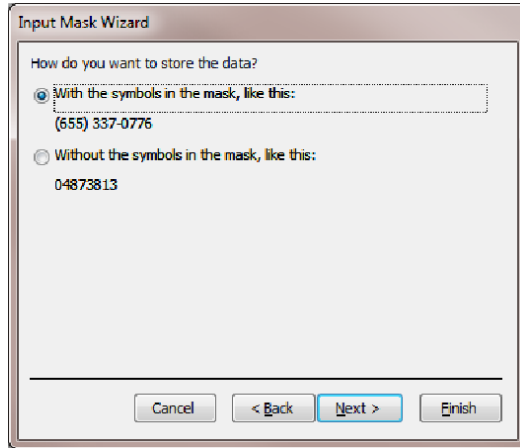 Input Mask Wizard
How do you want to store the data?
With the symbols in the mask, like this:
(655) 337-0776
Without the symbols in the mask, like this:
04873813
Cancel < Back Next > Finish